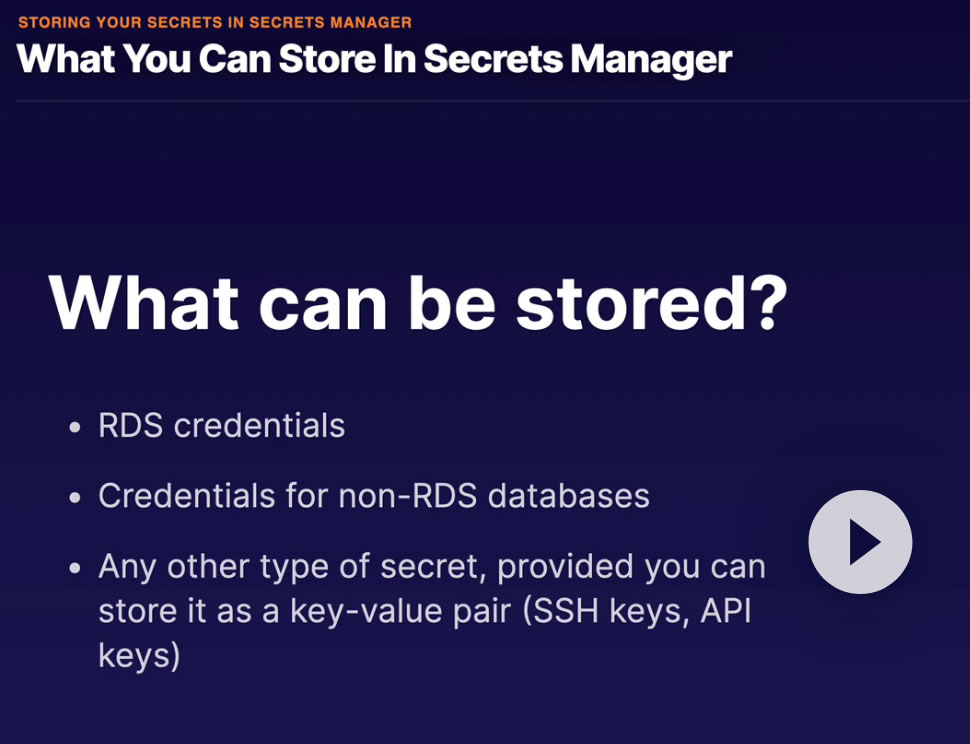 STORING YOUR SECRETS IN SECRETS MANAGER
What You Can Store In Secrets Manager
What can be stored?
• RDS credentials
• Credentials for non-RDS databases
• Any other type of secret, provided you can
store it as a key-value pair (SSH keys, API
keys)